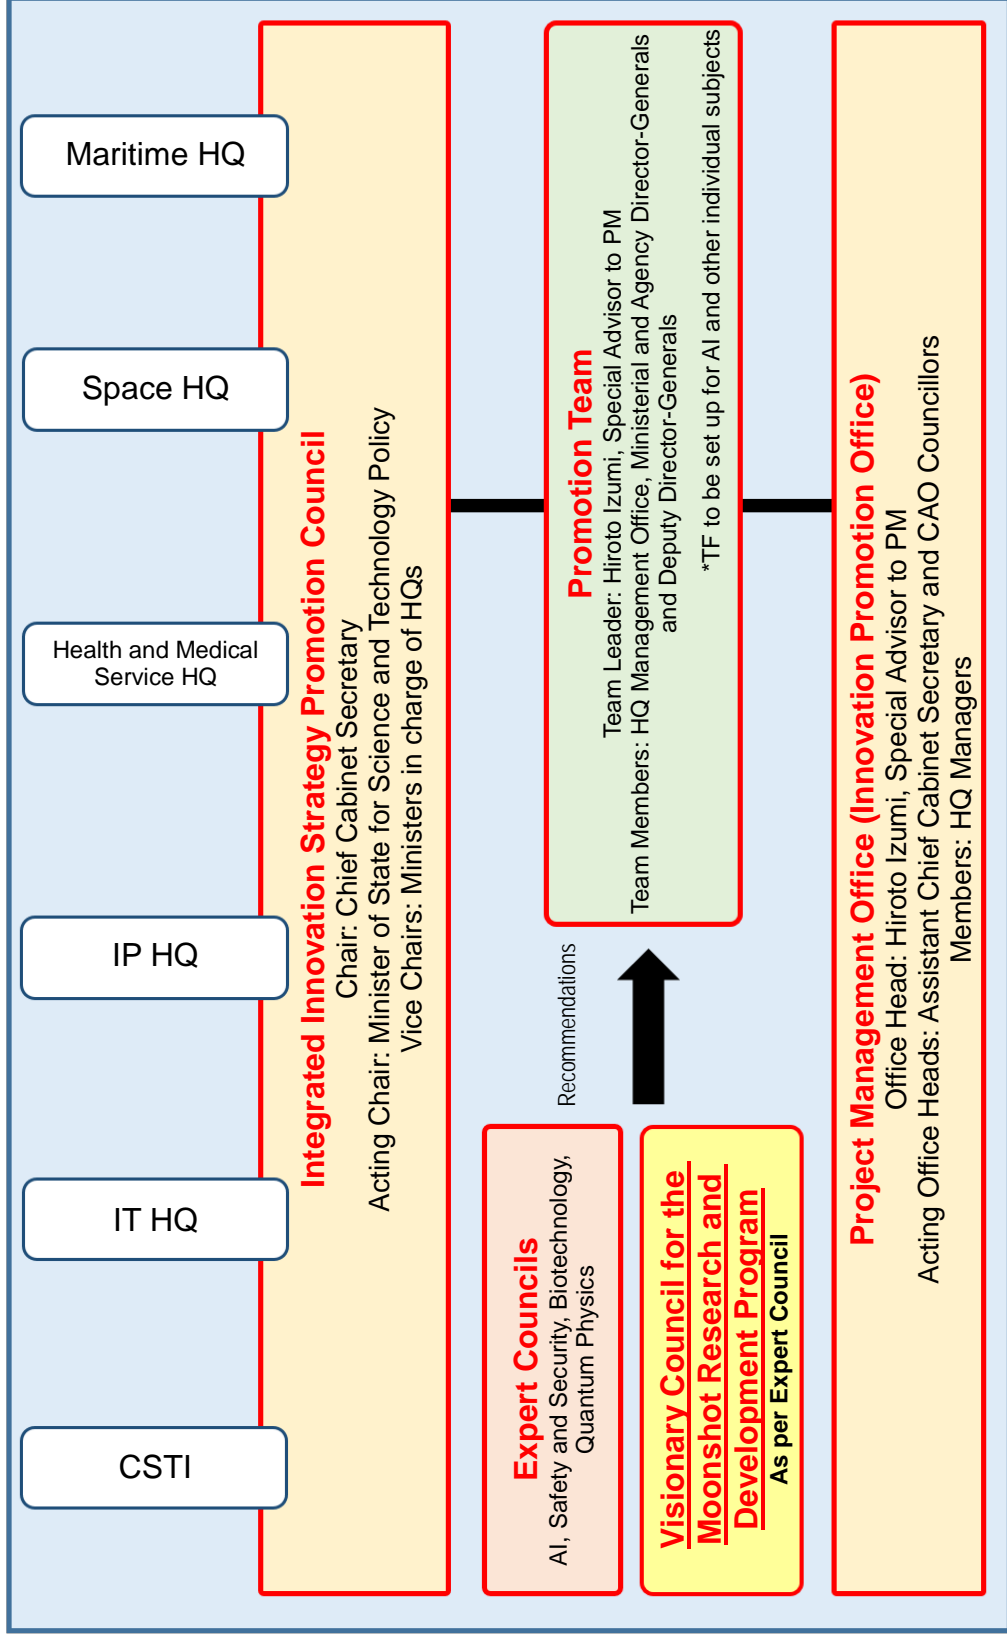 CSTI
IT HQ
IP HQ
Health and Medical
Service HQ
Space HQ
Maritime HQ
Integrated Innovation Strategy Promotion Council
Chair: Chief Cabinet Secretary
Acting Chair: Minister of State for Science and Technology Policy
Vice Chairs: Ministers in charge of HQs
Expert Councils
AI, Safety and Security, Biotechnology,
Quantum Physics
Visionary Council for the
Moonshot Research and
Development Program
As per Expert Council
Recommendations
Promotion Team
Team Leader: Hiroto Izumi, Special Advisor to PM
Team Members: HQ Management Office, Ministerial and Agency Director-Generals
and Deputy Director-Generals
*TF to be set up for AI and other individual subjects
Project Management Office (Innovation Promotion Office)
Office Head: Hiroto Izumi, Special Advisor to PM
Acting Office Heads: Assistant Chief Cabinet Secretary and CAO Councillors
Members: HQ Managers